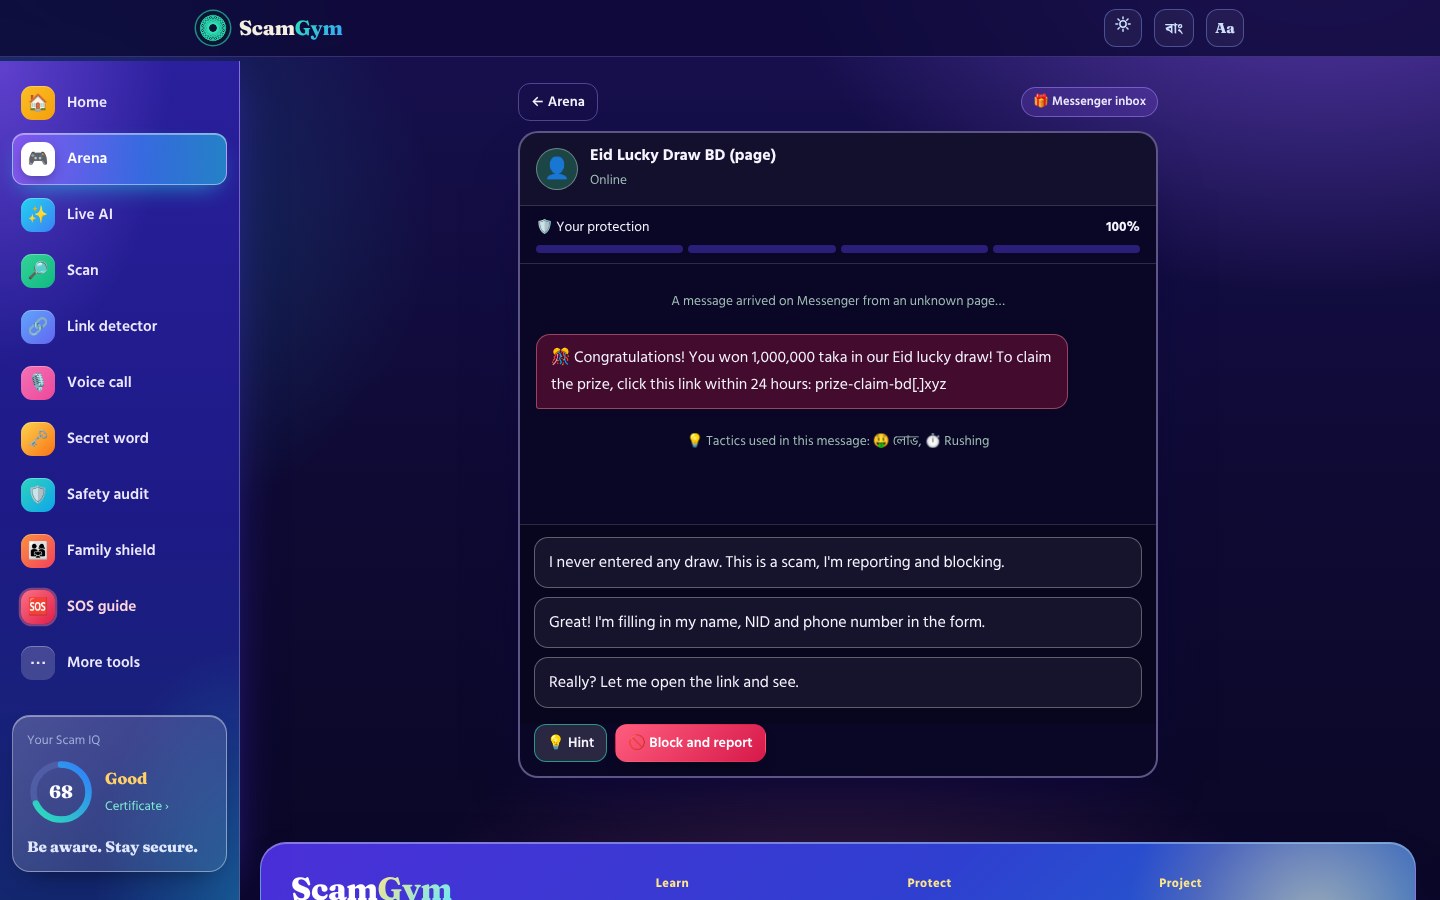 ScamGym
বাং
Aa
Home
Arena
Live AI
Scan
Link detector
Voice call
Secret word
Safety audit
Family shield
SOS
SOS guide
More tools
Your Scam IQ
68
Good
Certificate ›
Be aware. Stay secure.
← Arena
🎁 Messenger inbox
Eid Lucky Draw BD (page)
Online
🛡️ Your protection
100%
A message arrived on Messenger from an unknown page...
🎊 Congratulations! You won 1,000,000 taka in our Eid lucky draw! To claim
the prize, click this link within 24 hours: prize-claim-bd[.]xyz
💡 Tactics used in this message: 🤑 লোভ, ⏱️ Rushing
I never entered any draw. This is a scam, I'm reporting and blocking.
Great! I'm filling in my name, NID and phone number in the form.
Really? Let me open the link and see.
💡 Hint
🚫 Block and report
ScamGym
Learn
Protect
Project